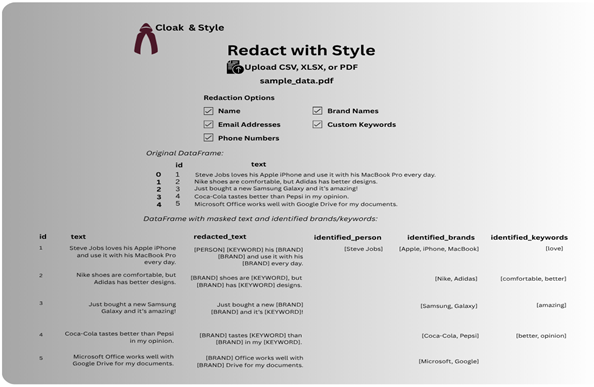 Cloak & Style
Redact with Style
Upload CSV, XLSX, or PDF
sample_data.pdf
Redaction Options
Name
Brand Names
Email Addresses
Custom Keywords
Phone Numbers
Original DataFrame:
id text
0 1 Steve Jobs loves his Apple iPhone and use it with his MacBook Pro every day.
1 2 Nike shoes are comfortable, but Adidas has better designs.
2 3 Just bought a new Samsung Galaxy and it's amazing!
3 4 Coca-Cola tastes better than Pepsi in my opinion.
4 5 Microsoft Office works well with Google Drive for my documents.
DataFrame with masked text and identified brands/keywords:
id text redacted_text identified_person identified_brands identified_keywords
1 Steve Jobs loves his Apple iPhone [PERSON] [KEYWORD] his [BRAND] [Steve Jobs] [Apple, iPhone, MacBook] [love]
and use it with his MacBook Pro [BRAND] and use it with his
every day. [BRAND] every day.
2 Nike shoes are comfortable, but [BRAND] shoes are [KEYWORD], but [Nike, Adidas] [comfortable, better]
Adidas has better designs. [BRAND] has [KEYWORD] designs.
3 Just bought a new Samsung Just bought a new [BRAND] [Samsung, Galaxy] [amazing]
Galaxy and it's amazing! [BRAND] and it's [KEYWORD]!
4 Coca-Cola tastes better than Pepsi [BRAND] tastes [KEYWORD] than [Coca-Cola, Pepsi] [better, opinion]
in my opinion. [BRAND] in my [KEYWORD].
5 Microsoft Office works well with [BRAND] Office works well with [Microsoft, Google]
Google Drive for my documents. [BRAND] Drive for my documents.